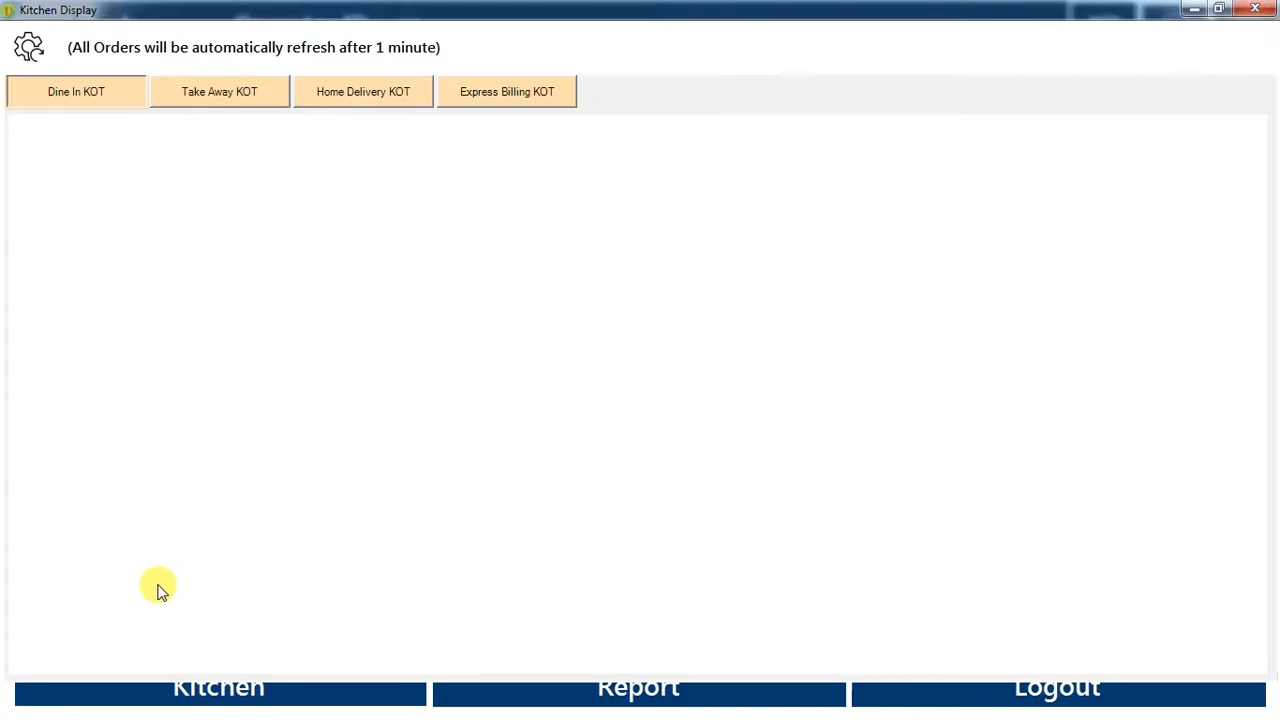 Kitchen Display
(All Orders will be automatically refresh after 1 minute)
Dine In KOT
Take Away KOT
Home Delivery KOT
Express Billing KOT
Kitchen
Report
Logout